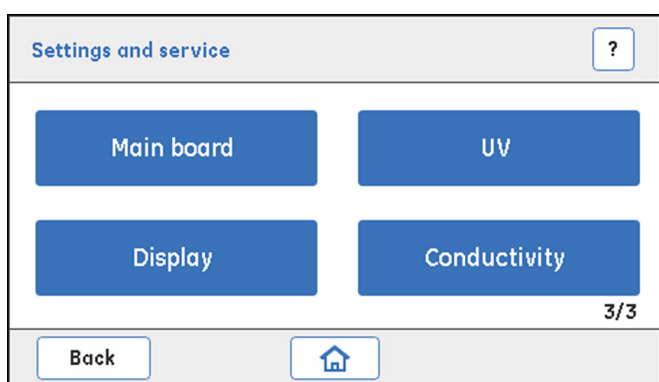 Settings and service
?
Main board
UV
Display
Conductivity
3/3
Back